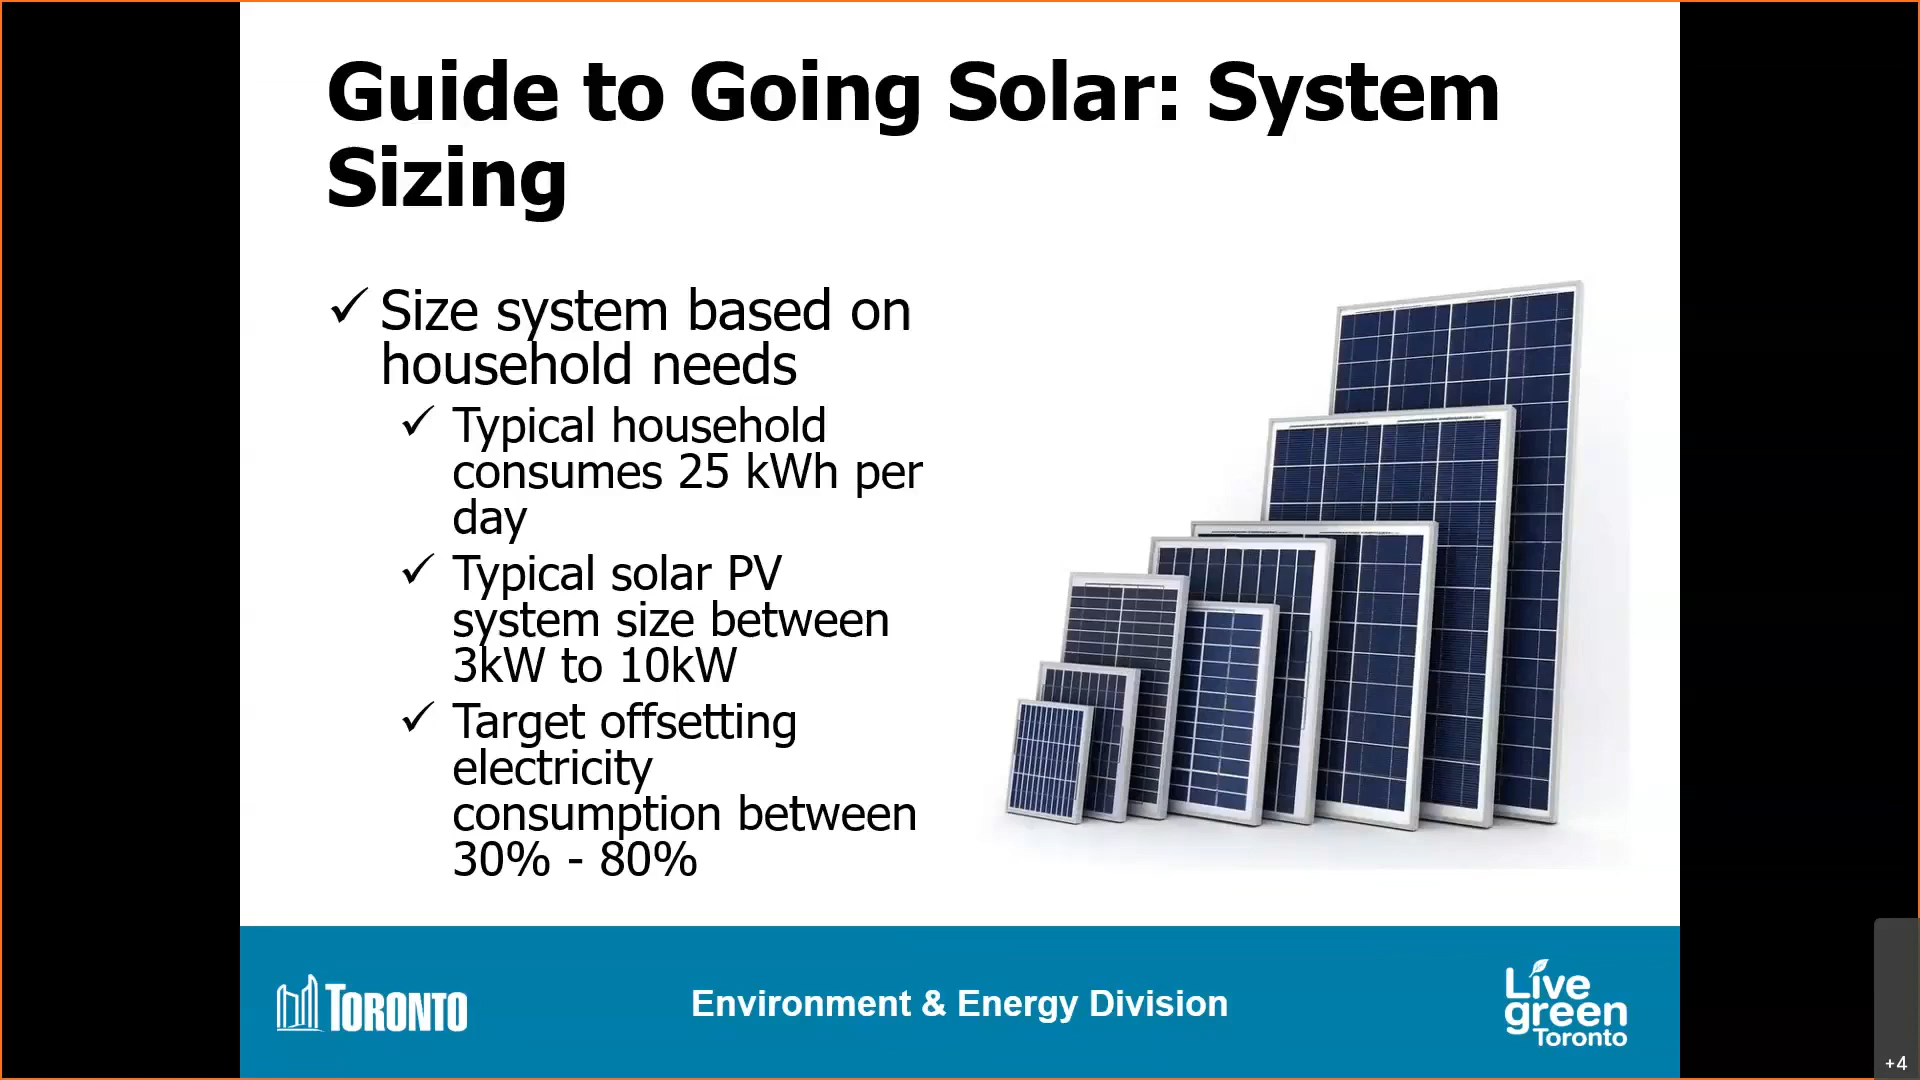 Guide to Going Solar: System
Sizing
✓ Size system based on
household needs
✓ Typical household
consumes 25 kWh per
day
✓ Typical solar PV
system size between
3kW to 10kW
✓ Target offsetting
electricity
consumption between
30% - 80%
TORONTO
Environment & Energy Division
Live
green
Toronto
+4